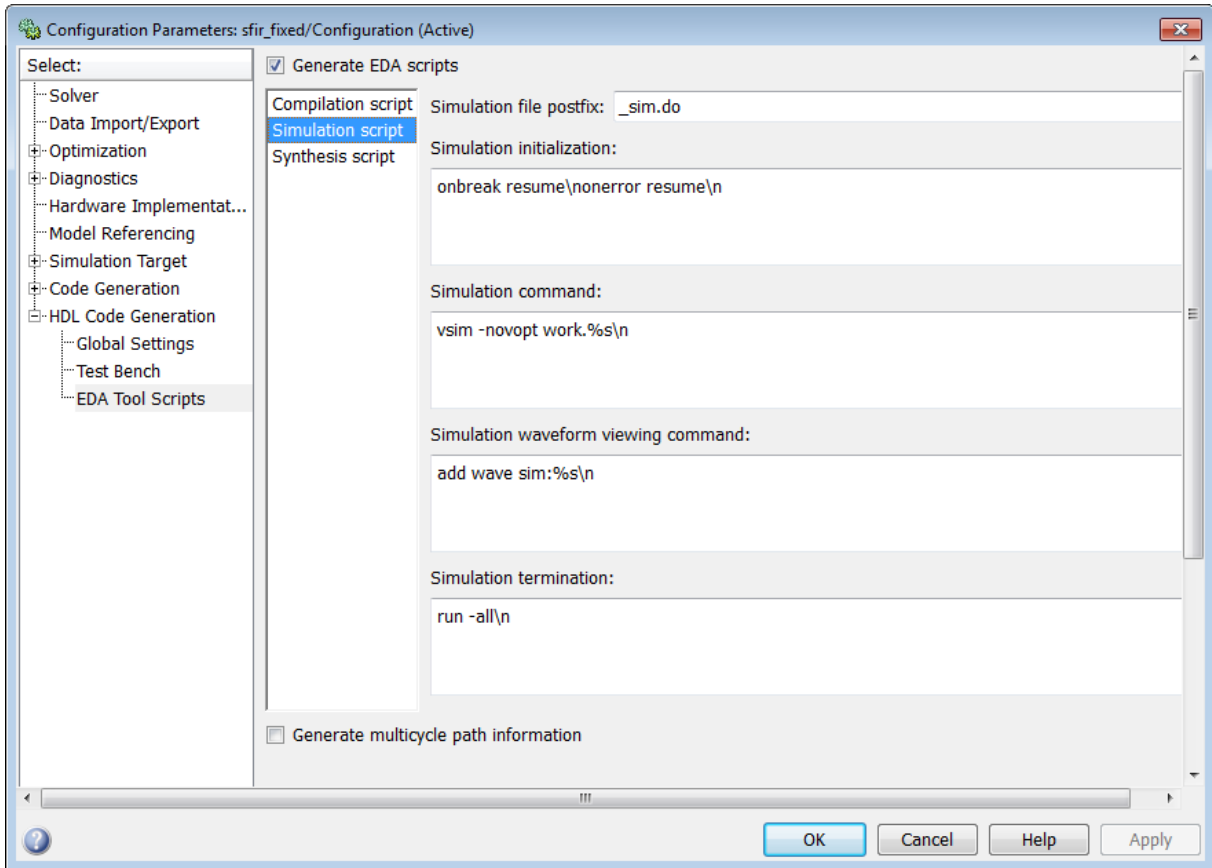 Configuration Parameters: sfir_fixed/Configuration (Active)
Select:
Solver
Data Import/Export
Optimization
Diagnostics
Hardware Implementat...
Model Referencing
Simulation Target
Code Generation
HDL Code Generation
Global Settings
Test Bench
EDA Tool Scripts
Generate EDA scripts
Compilation script
Simulation script
Synthesis script
Simulation file postfix: _sim.do
Simulation initialization:
onbreak resume\nonerror resume\n
Simulation command:
vsim -novopt work.%s\n
Simulation waveform viewing command:
add wave sim:%s\n
Simulation termination:
run -all\n
Generate multicycle path information
OK
Cancel
Help
Apply